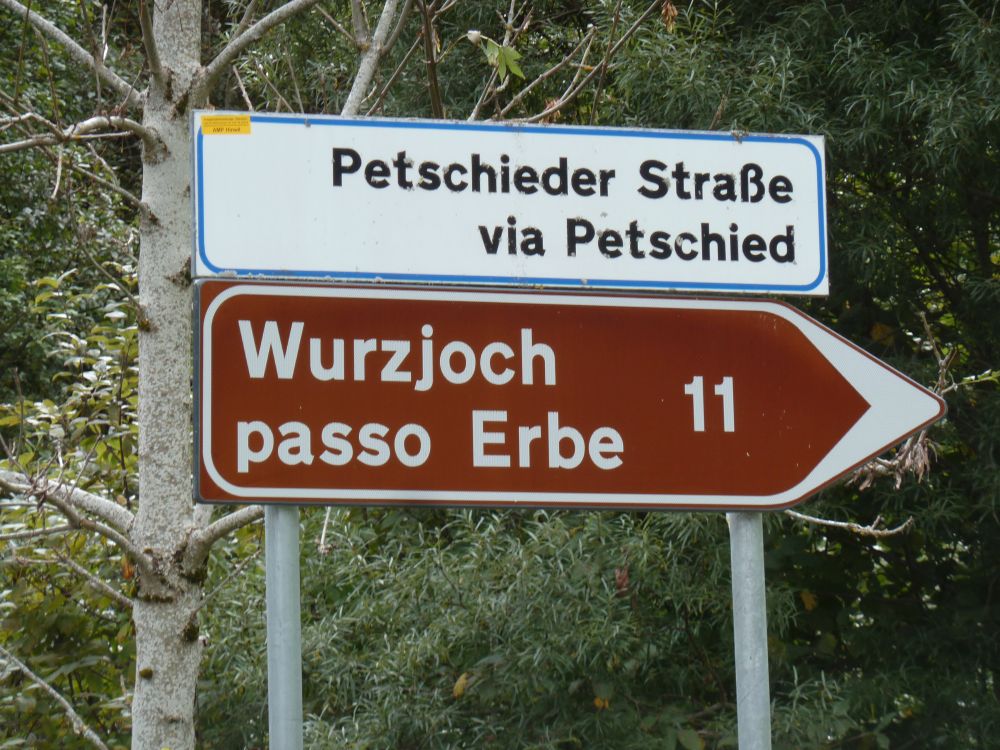 Petschieder Straße
via Petschied
Wurzjoch
passo Erbe
11